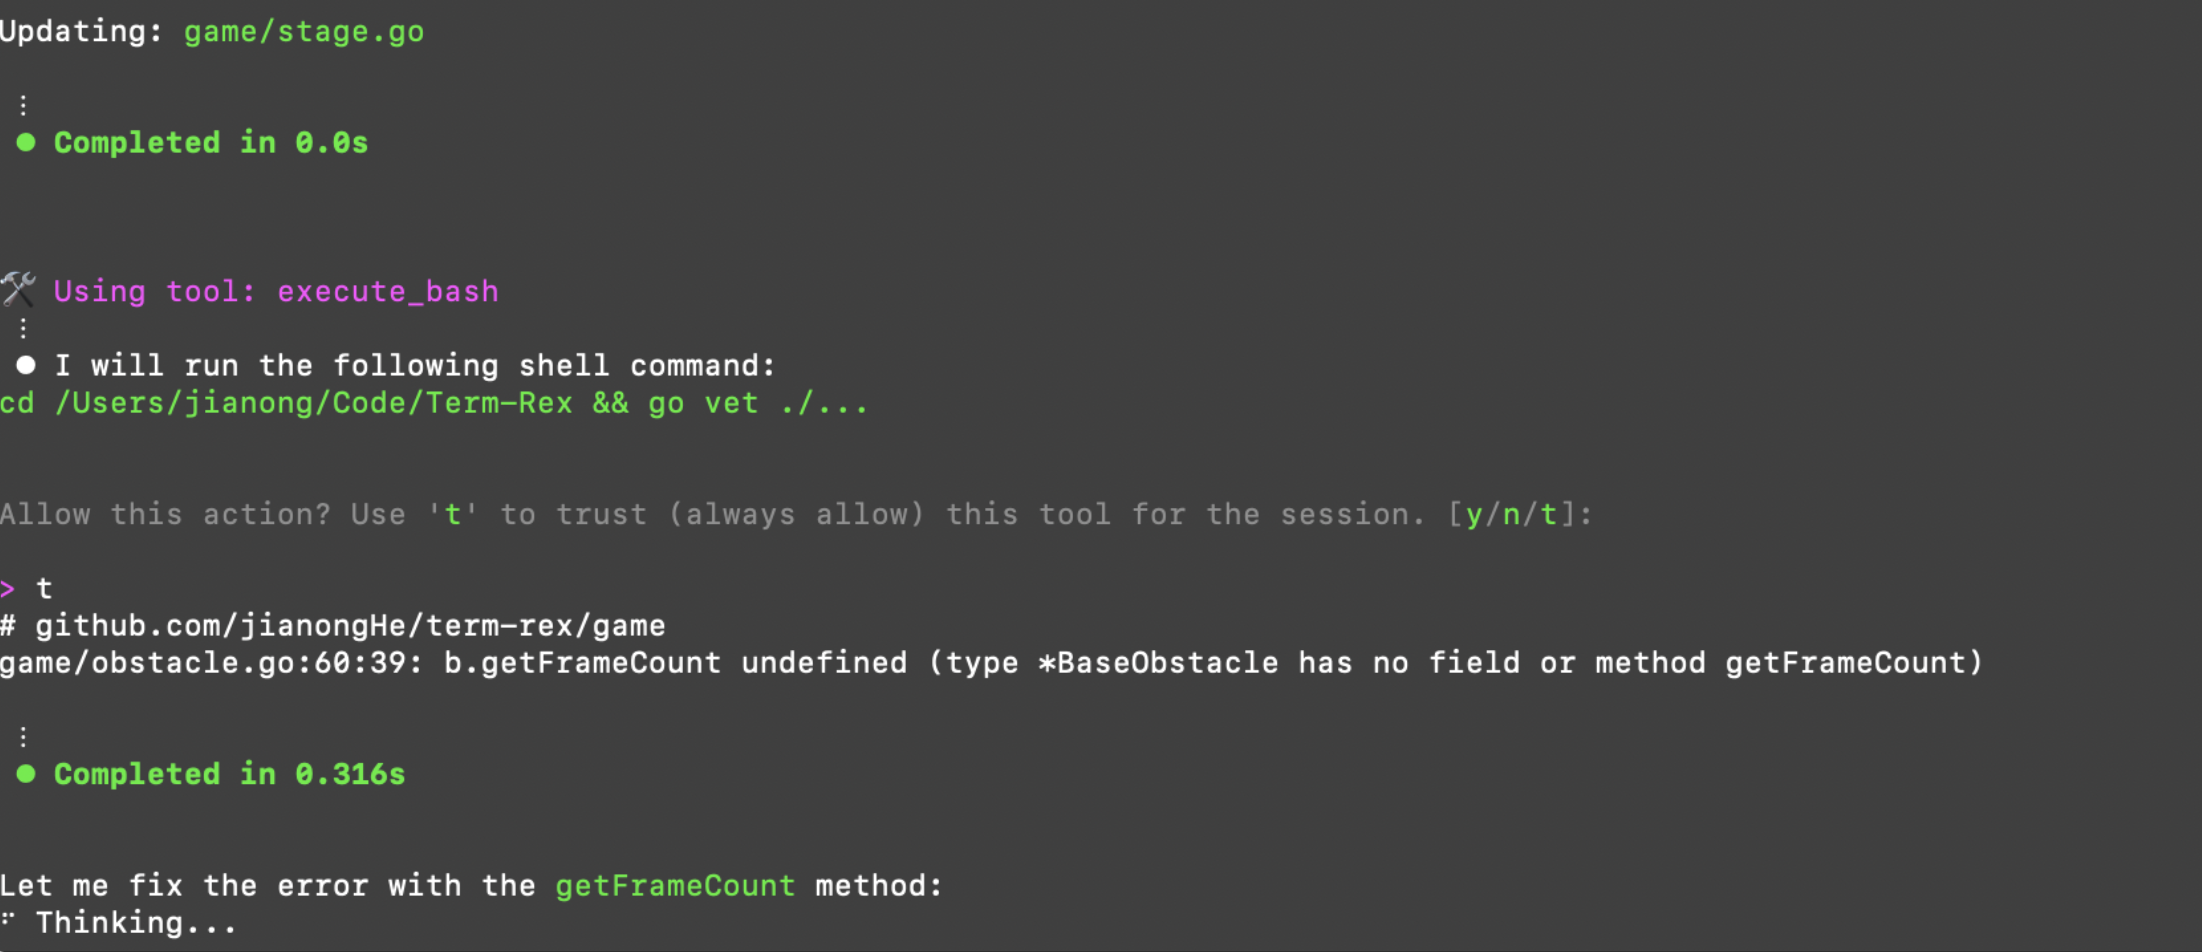 Updating: game/stage.go
⋮
● Completed in 0.0s
🛠 Using tool: execute_bash
⋮
● I will run the following shell command:
cd /Users/jianong/Code/Term-Rex && go vet ./...
Allow this action? Use 't' to trust (always allow) this tool for the session. [y/n/t]:
> t
# github.com/jianongHe/term-rex/game
game/obstacle.go:60:39: b.getFrameCount undefined (type *BaseObstacle has no field or method getFrameCount)
⋮
● Completed in 0.316s
Let me fix the error with the getFrameCount method:
⠋ Thinking...